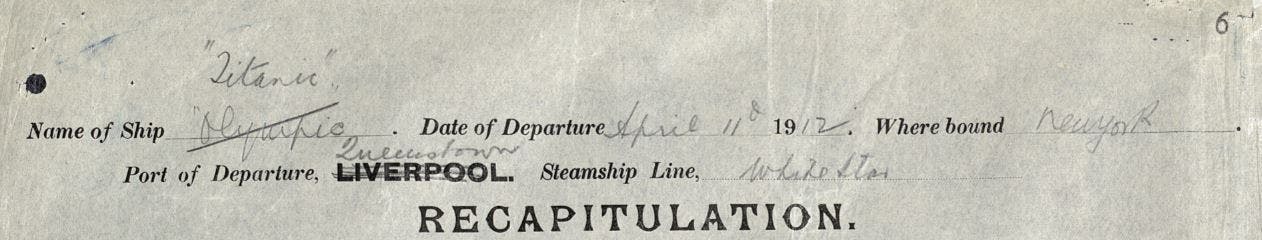 6
"Titanic".
Name of Ship "Olympic . Date of Departure April 11th 1912. Where bound New York .
Queenstown
Port of Departure, LIVERPOOL. Steamship Line, White Star
RECAPITULATION.